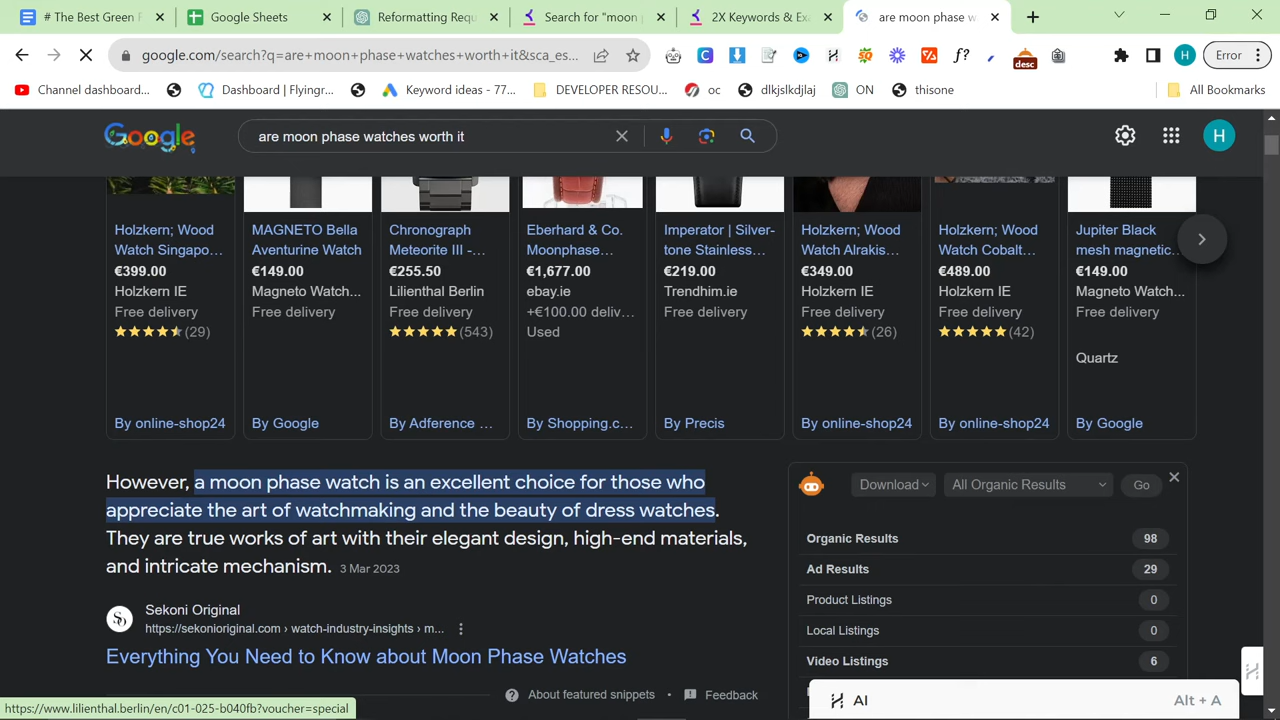 # The Best Green F
Google Sheets
Reformatting Requ
Search for "moon
2X Keywords & Ex
are moon phase w
google.com/search?q=are+moon+phase+watches+worth+it&sca_es...
desc
H
Error
Channel dashboard...
Dashboard | Flyingr...
Keyword ideas - 77...
DEVELOPER RESOU...
oc
dlkjslkdjlaj
ON
thisone
All Bookmarks
Google
are moon phase watches worth it
H
Holzkern; Wood
Watch Singapo...
€399.00
Holzkern IE
Free delivery
(29)
By online-shop24
MAGNETO Bella
Aventurine Watch
€149.00
Magneto Watch...
Free delivery
By Google
Chronograph
Meteorite III -...
€255.50
Lilienthal Berlin
Free delivery
(543)
By Adference ...
Eberhard & Co.
Moonphase...
€1,677.00
ebay.ie
+€100.00 deliv...
Used
By Shopping.c...
Imperator | Silver-
tone Stainless...
€219.00
Trendhim.ie
Free delivery
By Precis
Holzkern; Wood
Watch Alrakis...
€349.00
Holzkern IE
Free delivery
(26)
By online-shop24
Holzkern; Wood
Watch Cobalt...
€489.00
Holzkern IE
Free delivery
(42)
By online-shop24
Jupiter Black
mesh magnetic...
€149.00
Magneto Watch...
Free delivery
Quartz
By Google
However, a moon phase watch is an excellent choice for those who
appreciate the art of watchmaking and the beauty of dress watches.
They are true works of art with their elegant design, high-end materials,
and intricate mechanism. 3 Mar 2023
Sekoni Original
https://sekonioriginal.com › watch-industry-insights › m...
Everything You Need to Know about Moon Phase Watches
About featured snippets • Feedback
Download
All Organic Results
Go
Organic Results 98
Ad Results 29
Product Listings 0
Local Listings 0
Video Listings 6
AI
Alt + A
https://www.lilienthal.berlin/en/c01-025-b040fb?voucher=special